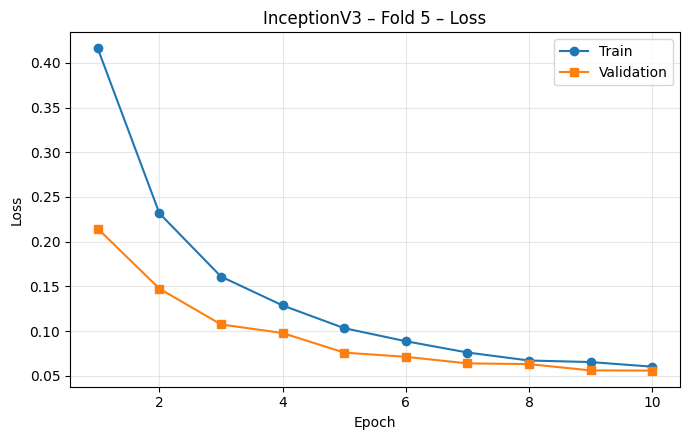 InceptionV3 – Fold 5 – Loss
Train
Validation
Loss
0.40
0.35
0.30
0.25
0.20
0.15
0.10
0.05
2 4 6 8 10
Epoch